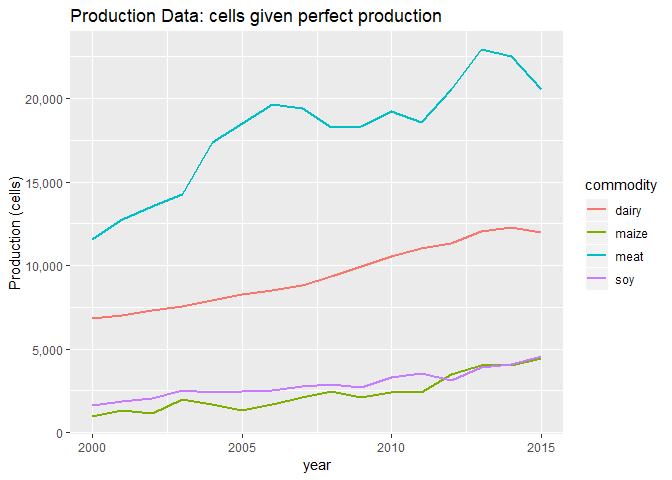 Production Data: cells given perfect production
Production (cells)
20,000
15,000
10,000
5,000
0
2000
2005
2010
2015
year
commodity
dairy
maize
meat
soy